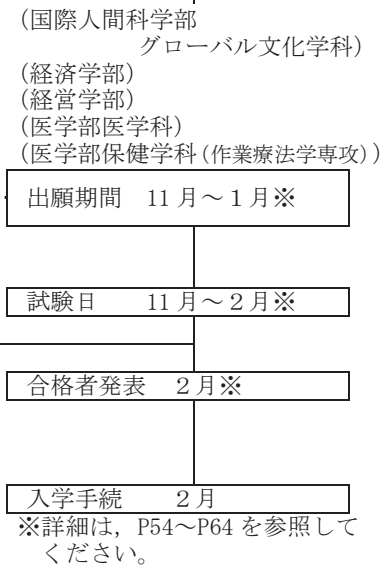 (国際人間科学部
グローバル文化学科)
(経済学部)
(経営学部)
(医学部医学科)
(医学部保健学科(作業療法学専攻))
出願期間 11月~1月※
試験日 11月~2月※
合格者発表 2月※
入学手続 2月
※詳細は, P54~P64を参照して
ください。